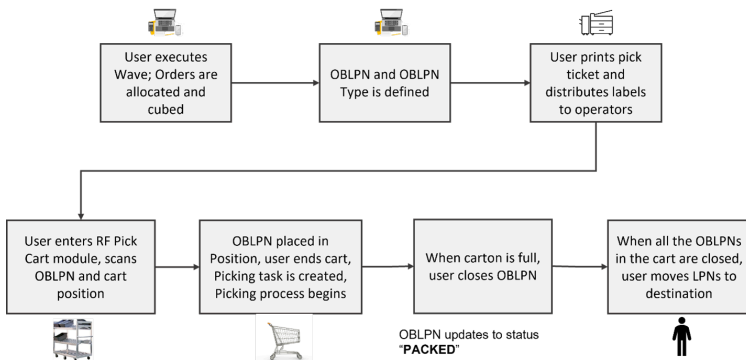 User executes
Wave; Orders are
allocated and
cubed
OBLPN and OBLPN
Type is defined
User prints pick
ticket and
distributes labels
to operators
User enters RF Pick
Cart module, scans
OBLPN and cart
position
OBLPN placed in
Position, user ends cart,
Picking task is created,
Picking process begins
When carton is full,
user closes OBLPN
When all the OBLPNs
in the cart are closed,
user moves LPNs to
destination
OBLPN updates to status
“PACKED”